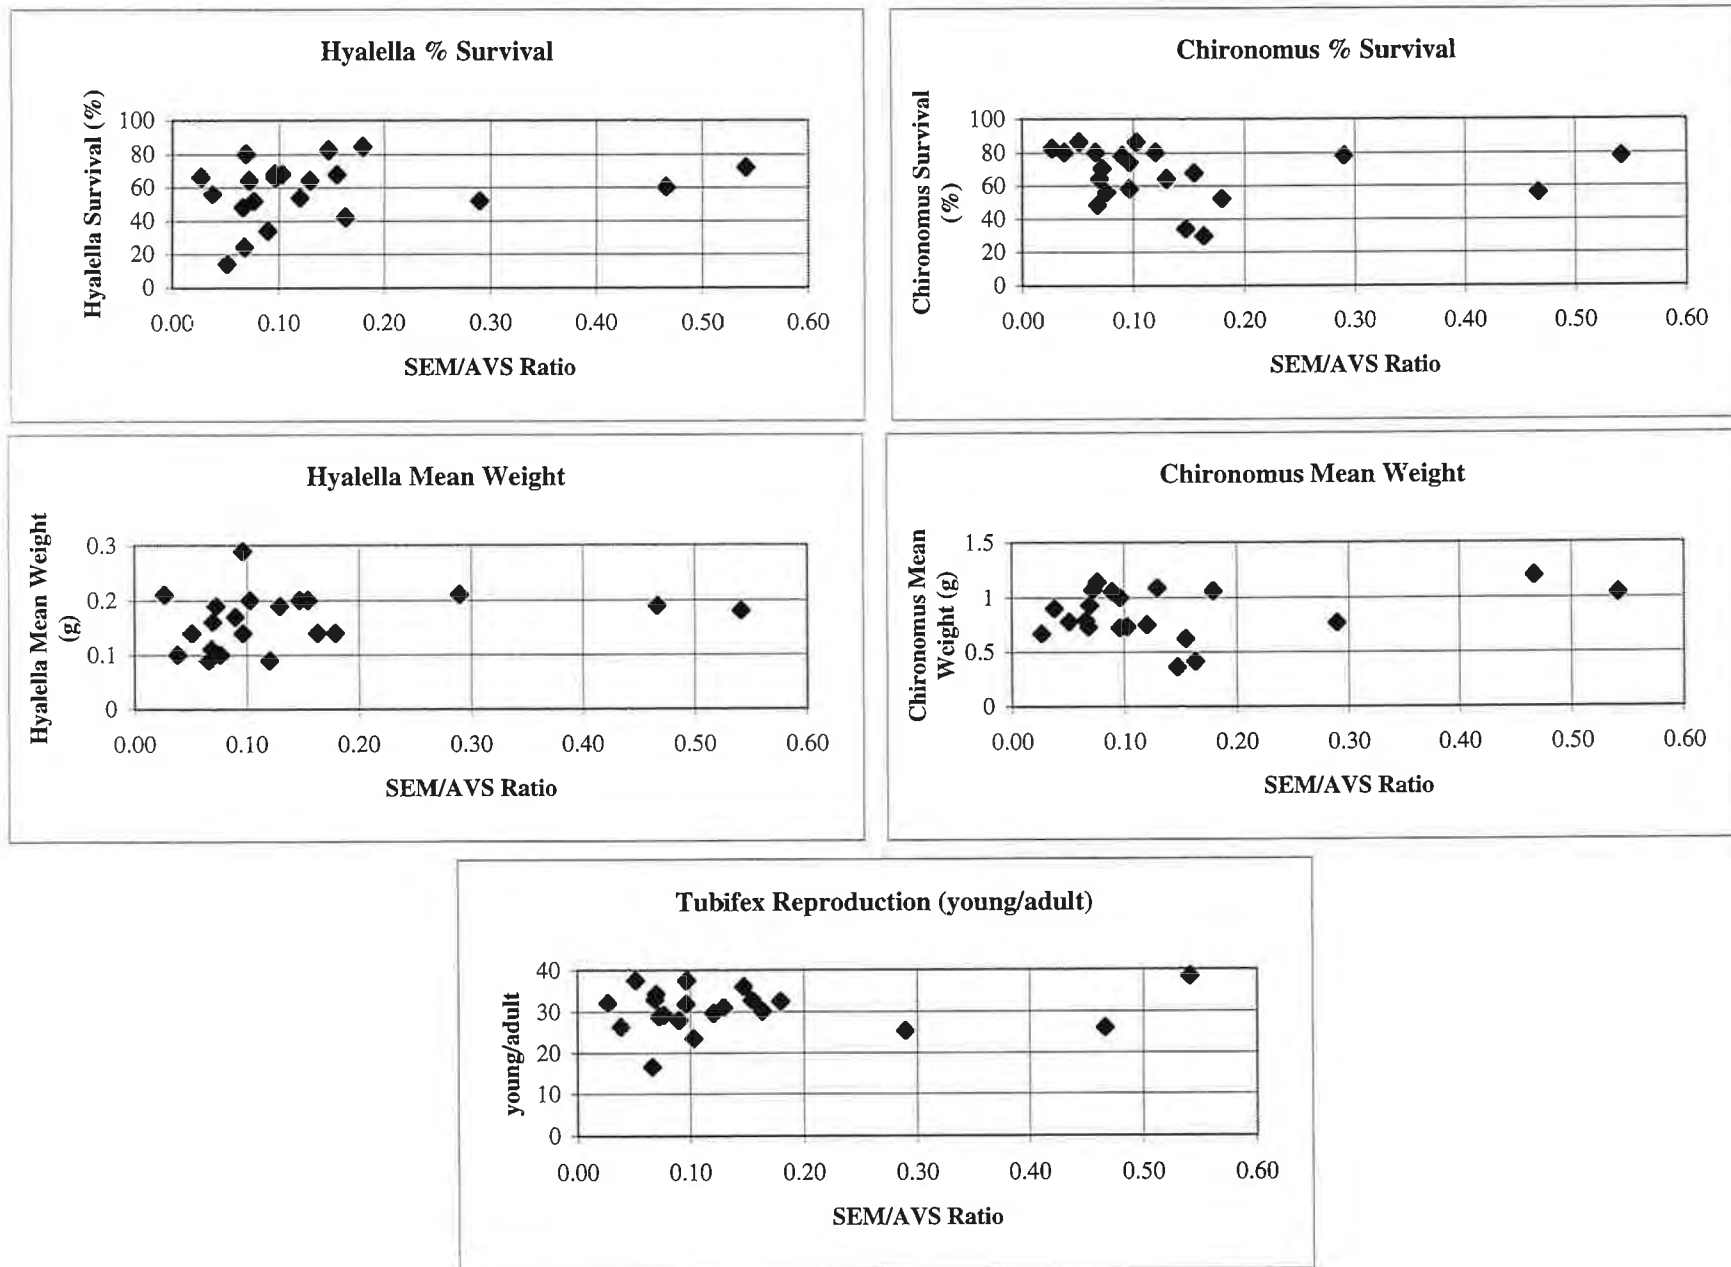 Hyalella % Survival
Hyalella Survival (%)
100
80
60
40
20
0
0.00 0.10 0.20 0.30 0.40 0.50 0.60
SEM/AVS Ratio
Chironomus % Survival
Chironomus Survival
(%)
100
80
60
40
20
0
0.00 0.10 0.20 0.30 0.40 0.50 0.60
SEM/AVS Ratio
Hyalella Mean Weight
Hyalella Mean Weight
(g)
0.3
0.2
0.1
0
0.00 0.10 0.20 0.30 0.40 0.50 0.60
SEM/AVS Ratio
Chironomus Mean Weight
Chironomus Mean
Weight (g)
1.5
1
0.5
0
0.00 0.10 0.20 0.30 0.40 0.50 0.60
SEM/AVS Ratio
Tubifex Reproduction (young/adult)
young/adult
40
30
20
10
0
0.00 0.10 0.20 0.30 0.40 0.50 0.60
SEM/AVS Ratio